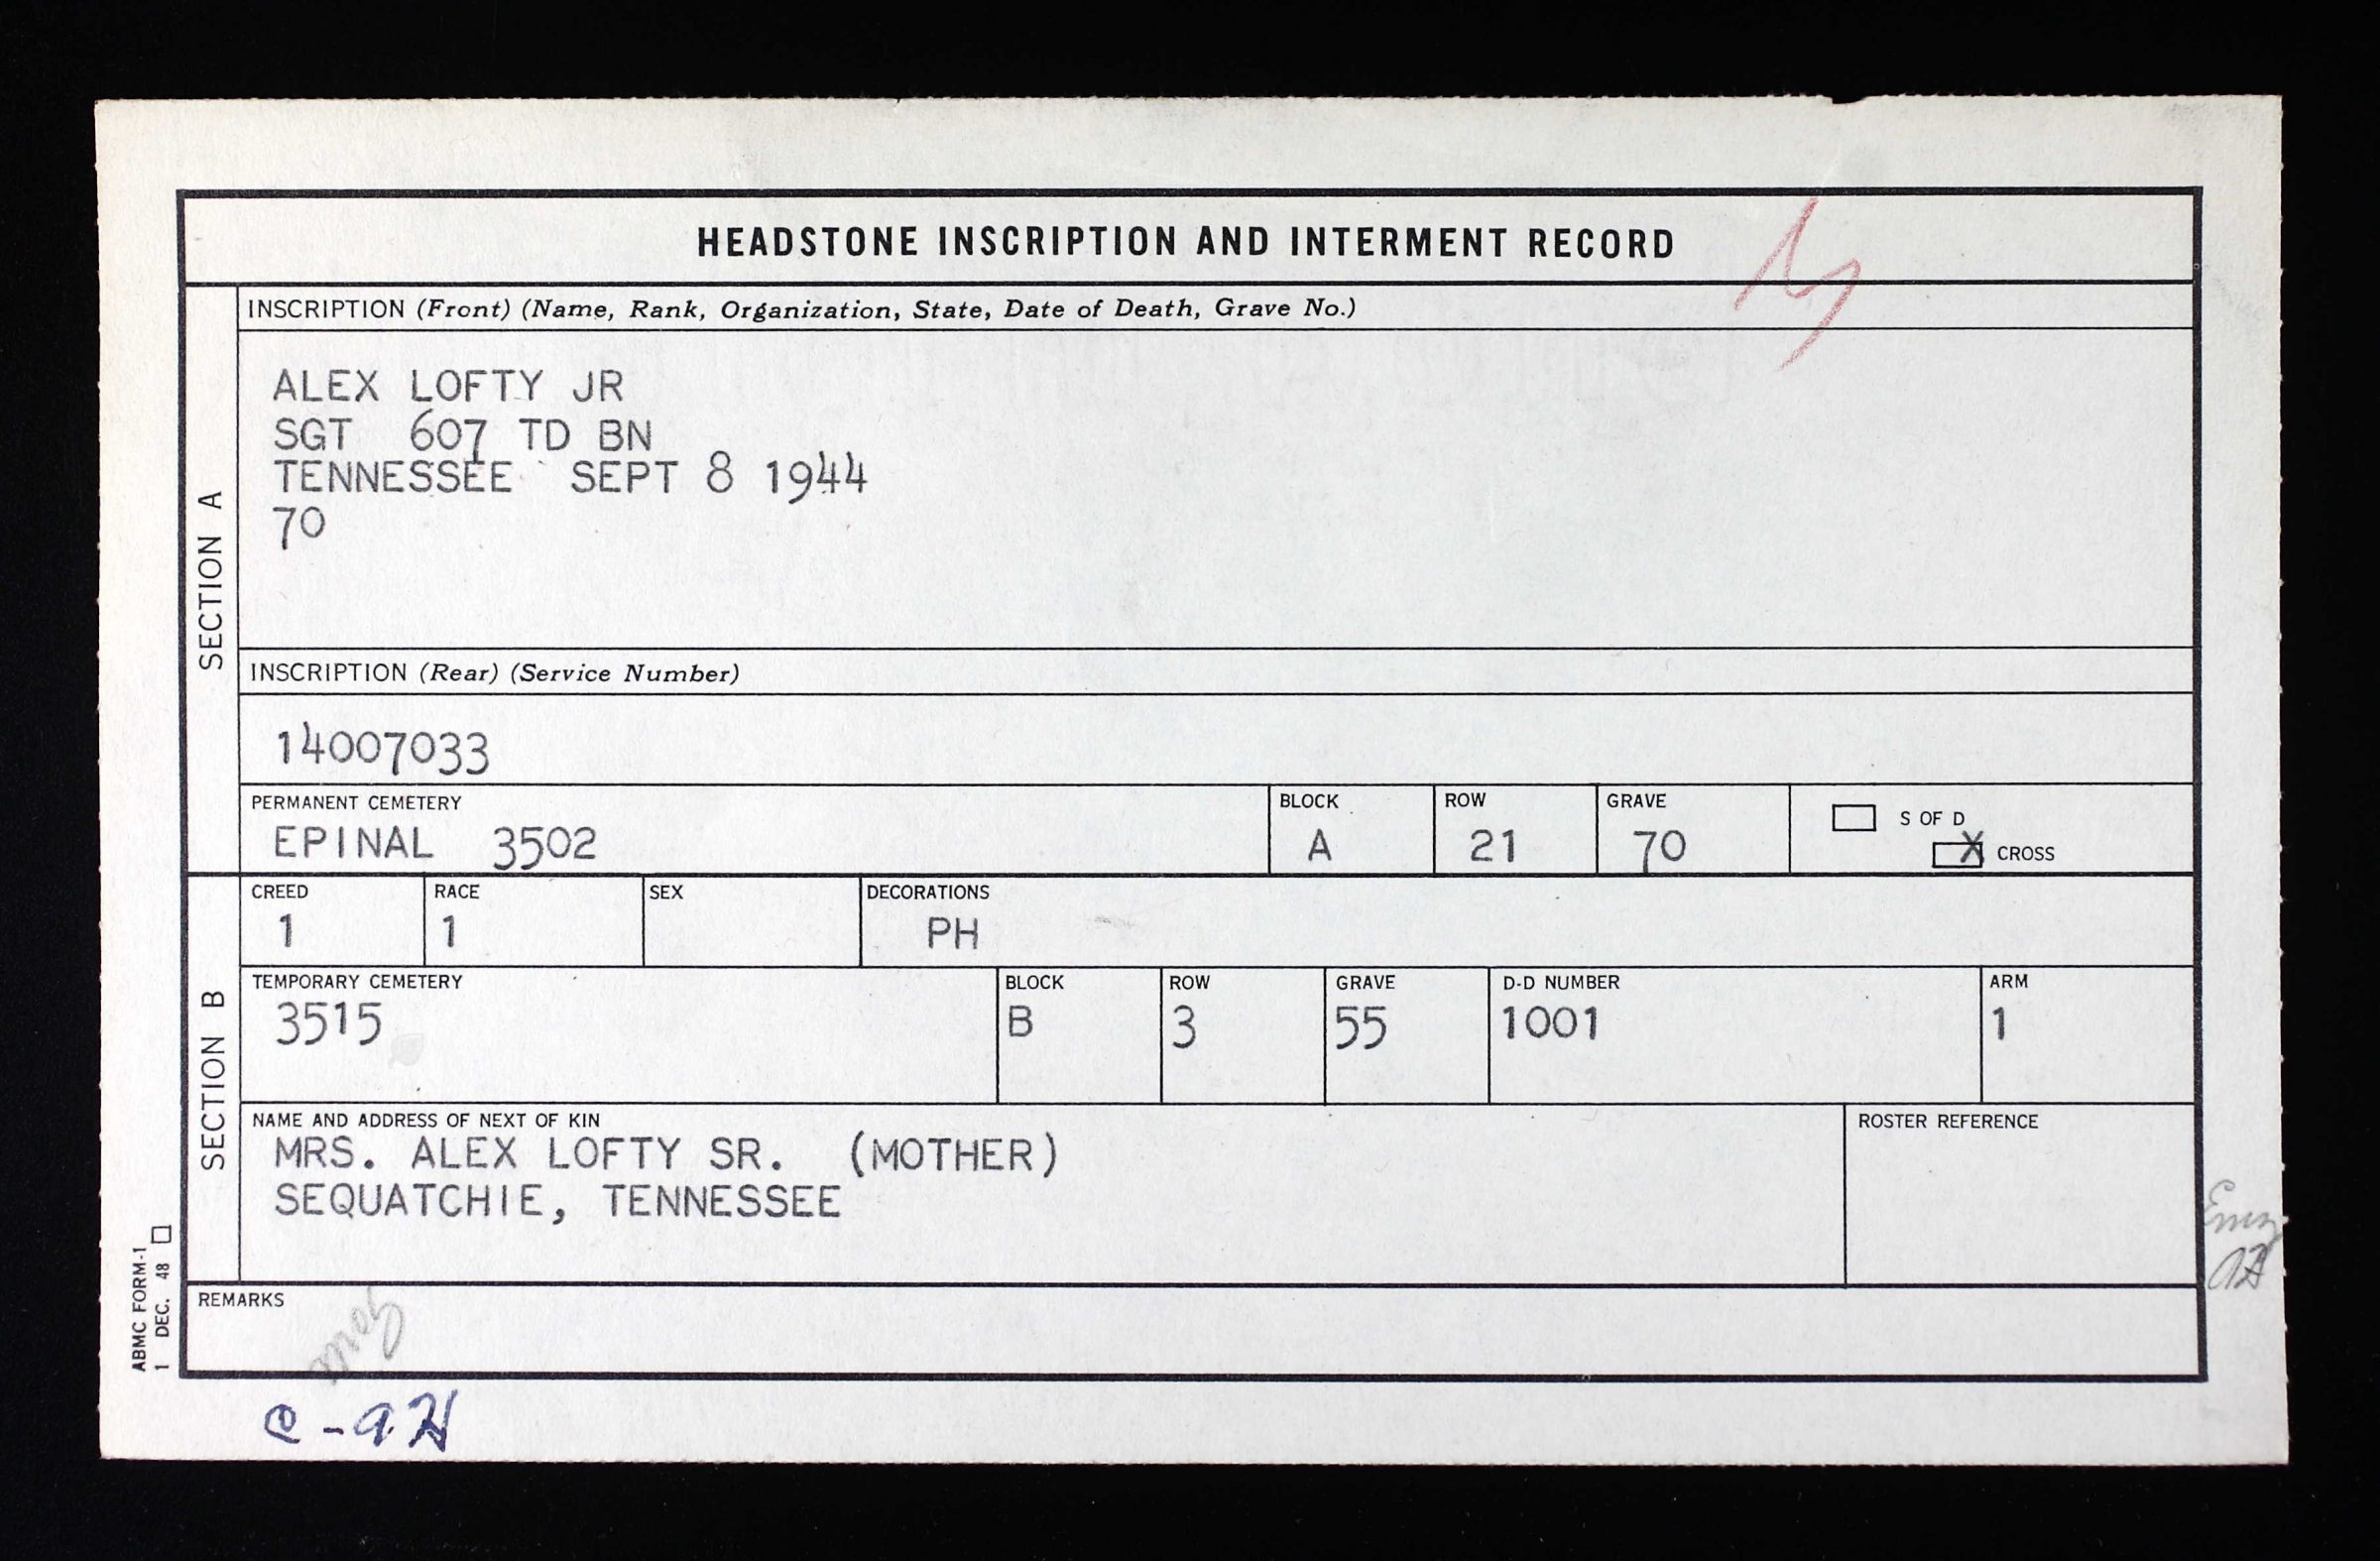 HEADSTONE INSCRIPTION AND INTERMENT RECORD
SECTION A
INSCRIPTION (Front) (Name, Rank, Organization, State, Date of Death, Grave No.)
ALEX LOFTY JR
SGT 607 TD BN
TENNESSEE SEPT 8 1944
70
INSCRIPTION (Rear) (Service Number)
14007033
PERMANENT CEMETERY BLOCK ROW GRAVE
EPINAL 3502 A 21 70
S OF D
X CROSS
SECTION B
CREED RACE SEX DECORATIONS
1 1 PH
TEMPORARY CEMETERY BLOCK ROW GRAVE D-D NUMBER ARM
3515 B 3 55 1001 1
NAME AND ADDRESS OF NEXT OF KIN ROSTER REFERENCE
MRS. ALEX LOFTY SR. (MOTHER)
SEQUATCHIE, TENNESSEE
REMARKS
ABMC FORM-1
1 DEC. 48